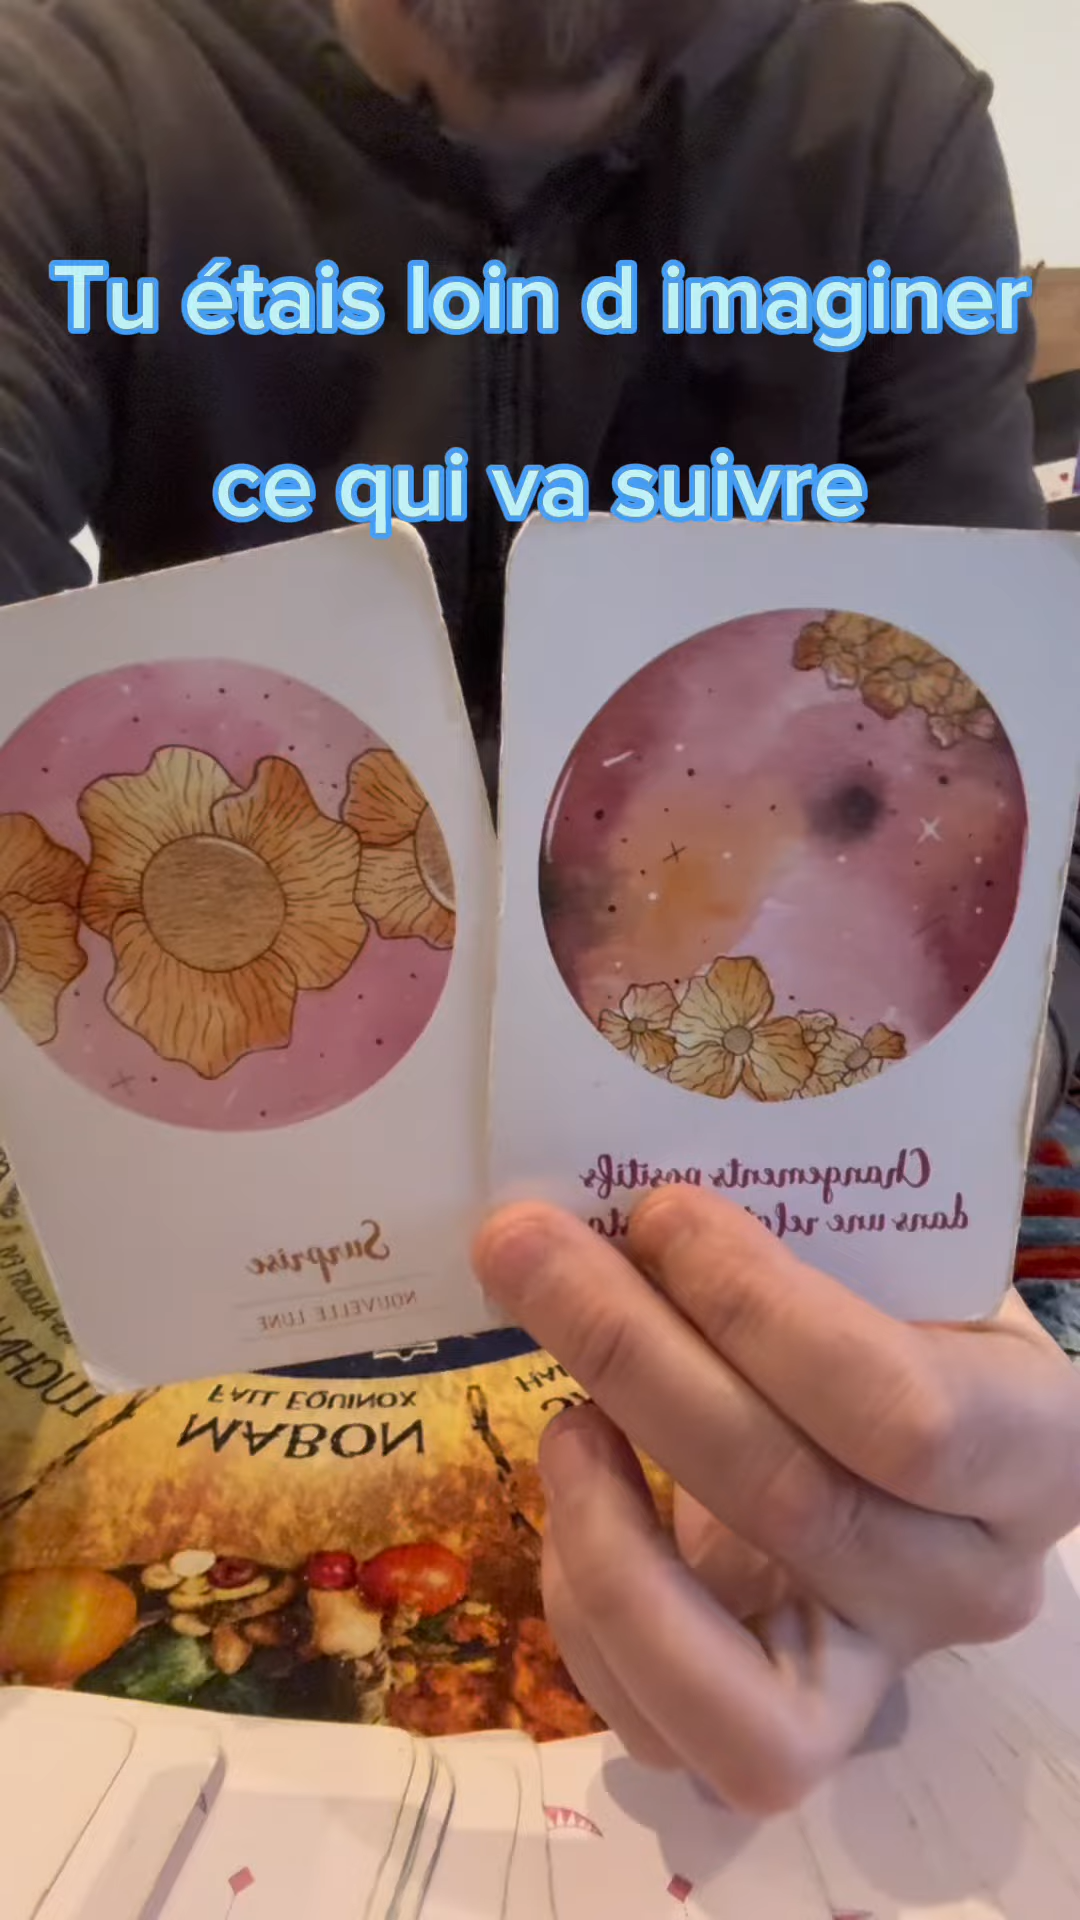 Tu étais loin d imaginer
ce qui va suivre
Changements positifs
dans une
Surprise
NOUVELLE LUNE
FALL EQUINOX
MABON